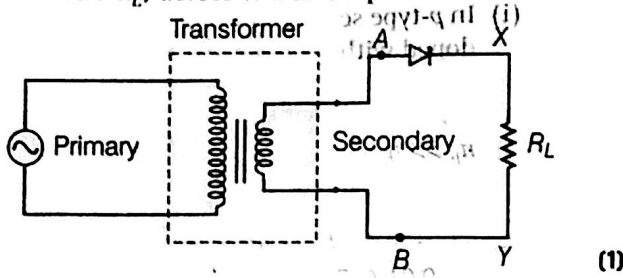 Transformer
A
X
Primary
Secondary
R_L
B
Y
(1)